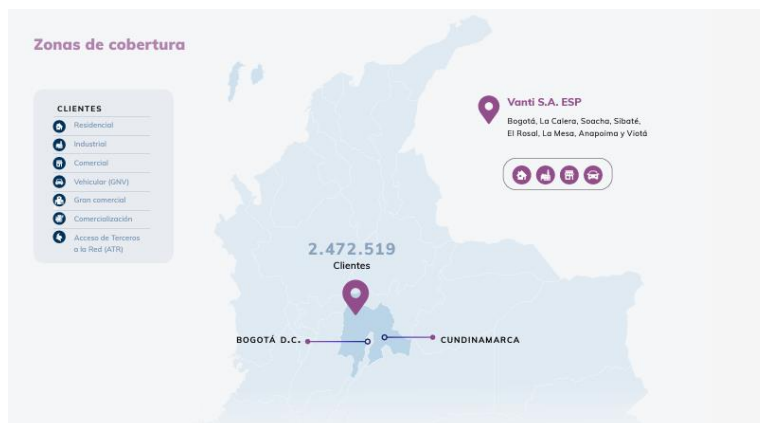 Zonas de cobertura
CLIENTES
Residencial
Industrial
Comercial
Vehicular (GNV)
Gran comercial
Comercialización
Acceso de Terceros
a la Red (ATR)
Vanti S.A. ESP
Bogotá, La Calera, Soacha, Sibaté,
El Rosal, La Mesa, Anapoima y Viotá
2.472.519
Clientes
BOGOTÁ D.C.
CUNDINAMARCA